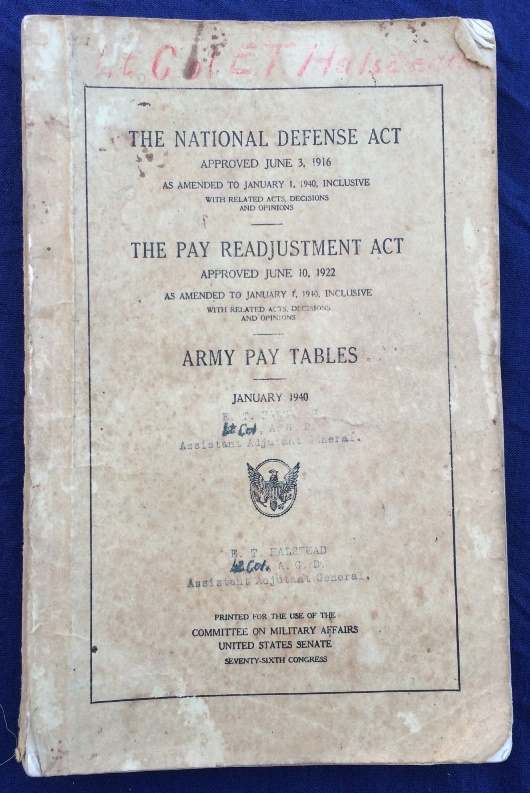 Lt Col E.T. Halstead
THE NATIONAL DEFENSE ACT
APPROVED JUNE 3, 1916
AS AMENDED TO JANUARY 1, 1940, INCLUSIVE
WITH RELATED ACTS, DECISIONS
AND OPINIONS
THE PAY READJUSTMENT ACT
APPROVED JUNE 10, 1922
AS AMENDED TO JANUARY 1, 1940, INCLUSIVE
WITH RELATED ACTS, DECISIONS
AND OPINIONS
ARMY PAY TABLES
JANUARY 1940
E. T.
Lt Col.
Assistant Adjutant General.
E. T. HALSTEAD
Lt. Col. A. G. D.
Assistant Adjutant General.
PRINTED FOR THE USE OF THE
COMMITTEE ON MILITARY AFFAIRS
UNITED STATES SENATE
SEVENTY-SIXTH CONGRESS